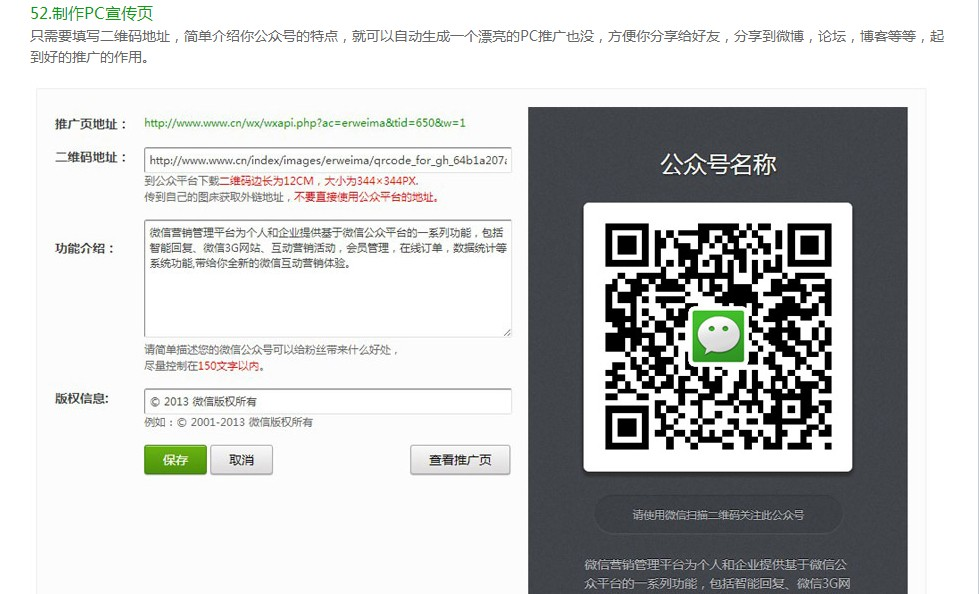 52.制作PC宣传页
只需要填写二维码地址，简单介绍你公众号的特点，就可以自动生成一个漂亮的PC推广也没，方便你分享给好友，分享到微博，论坛，博客等等，起
到好的推广的作用。
推广页地址：
http://www.www.cn/wx/wxapi.php?ac=erweima&tid=650&w=1
二维码地址：
http://www.www.cn/index/images/erweima/qrcode_for_gh_64b1a207a
到公众平台下载二维码边长为12CM，大小为344×344PX.
传到自己的图床获取外链地址，不要直接使用公众平台的地址。
功能介绍：
微信营销管理平台为个人和企业提供基于微信公众平台的一系列功能，包括
智能回复、微信3G网站、互动营销活动，会员管理，在线订单，数据统计等
系统功能,带给你全新的微信互动营销体验。
请简单描述您的微信公众号可以给粉丝带来什么好处，
尽量控制在150文字以内。
版权信息:
© 2013 微信版权所有
例如：© 2001-2013 微信版权所有
保存
取消
查看推广页
公众号名称
请使用微信扫描二维码关注此公众号
微信营销管理平台为个人和企业提供基于微信公
众平台的一系列功能，包括智能回复、微信3G网